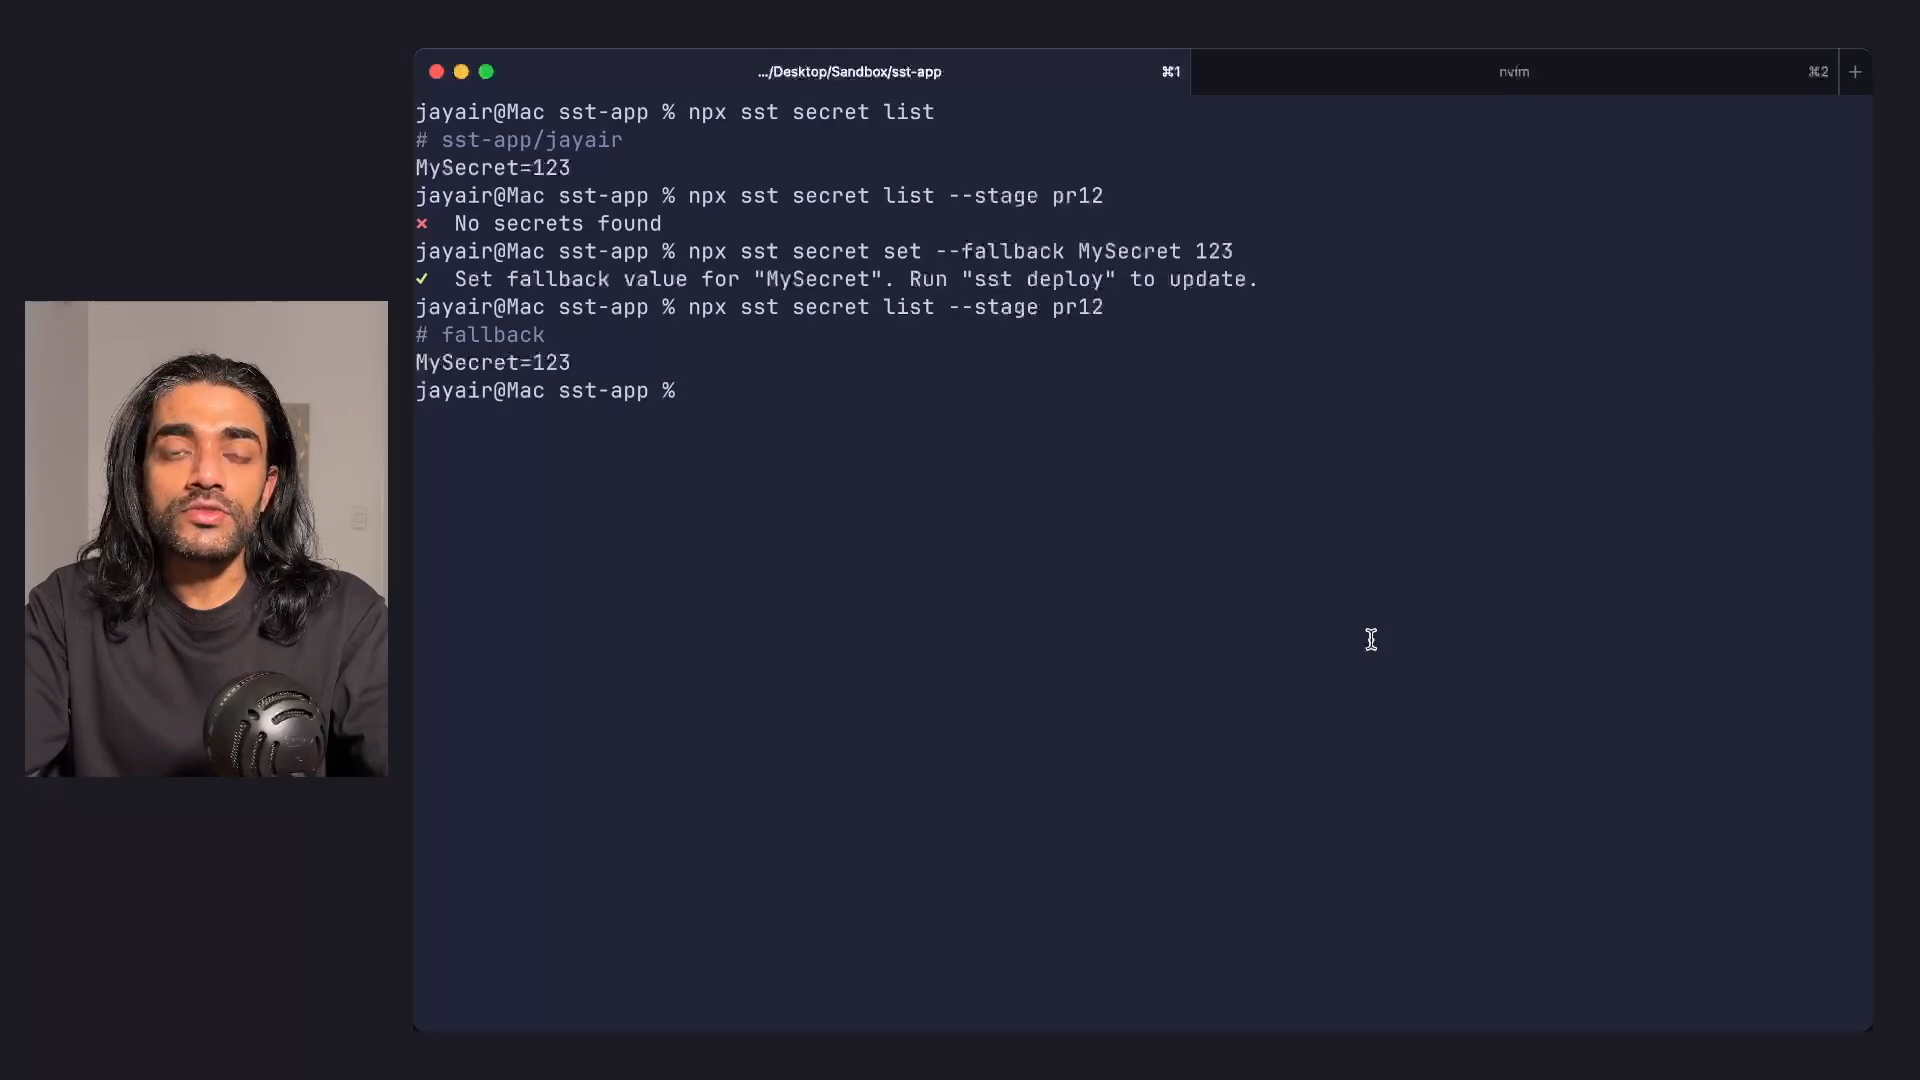 .../Desktop/Sandbox/sst-app ⌘1 nvim ⌘2 +
jayair@Mac sst-app % npx sst secret list
# sst-app/jayair
MySecret=123
jayair@Mac sst-app % npx sst secret list --stage pr12
× No secrets found
jayair@Mac sst-app % npx sst secret set --fallback MySecret 123
✓ Set fallback value for "MySecret". Run "sst deploy" to update.
jayair@Mac sst-app % npx sst secret list --stage pr12
# fallback
MySecret=123
jayair@Mac sst-app %